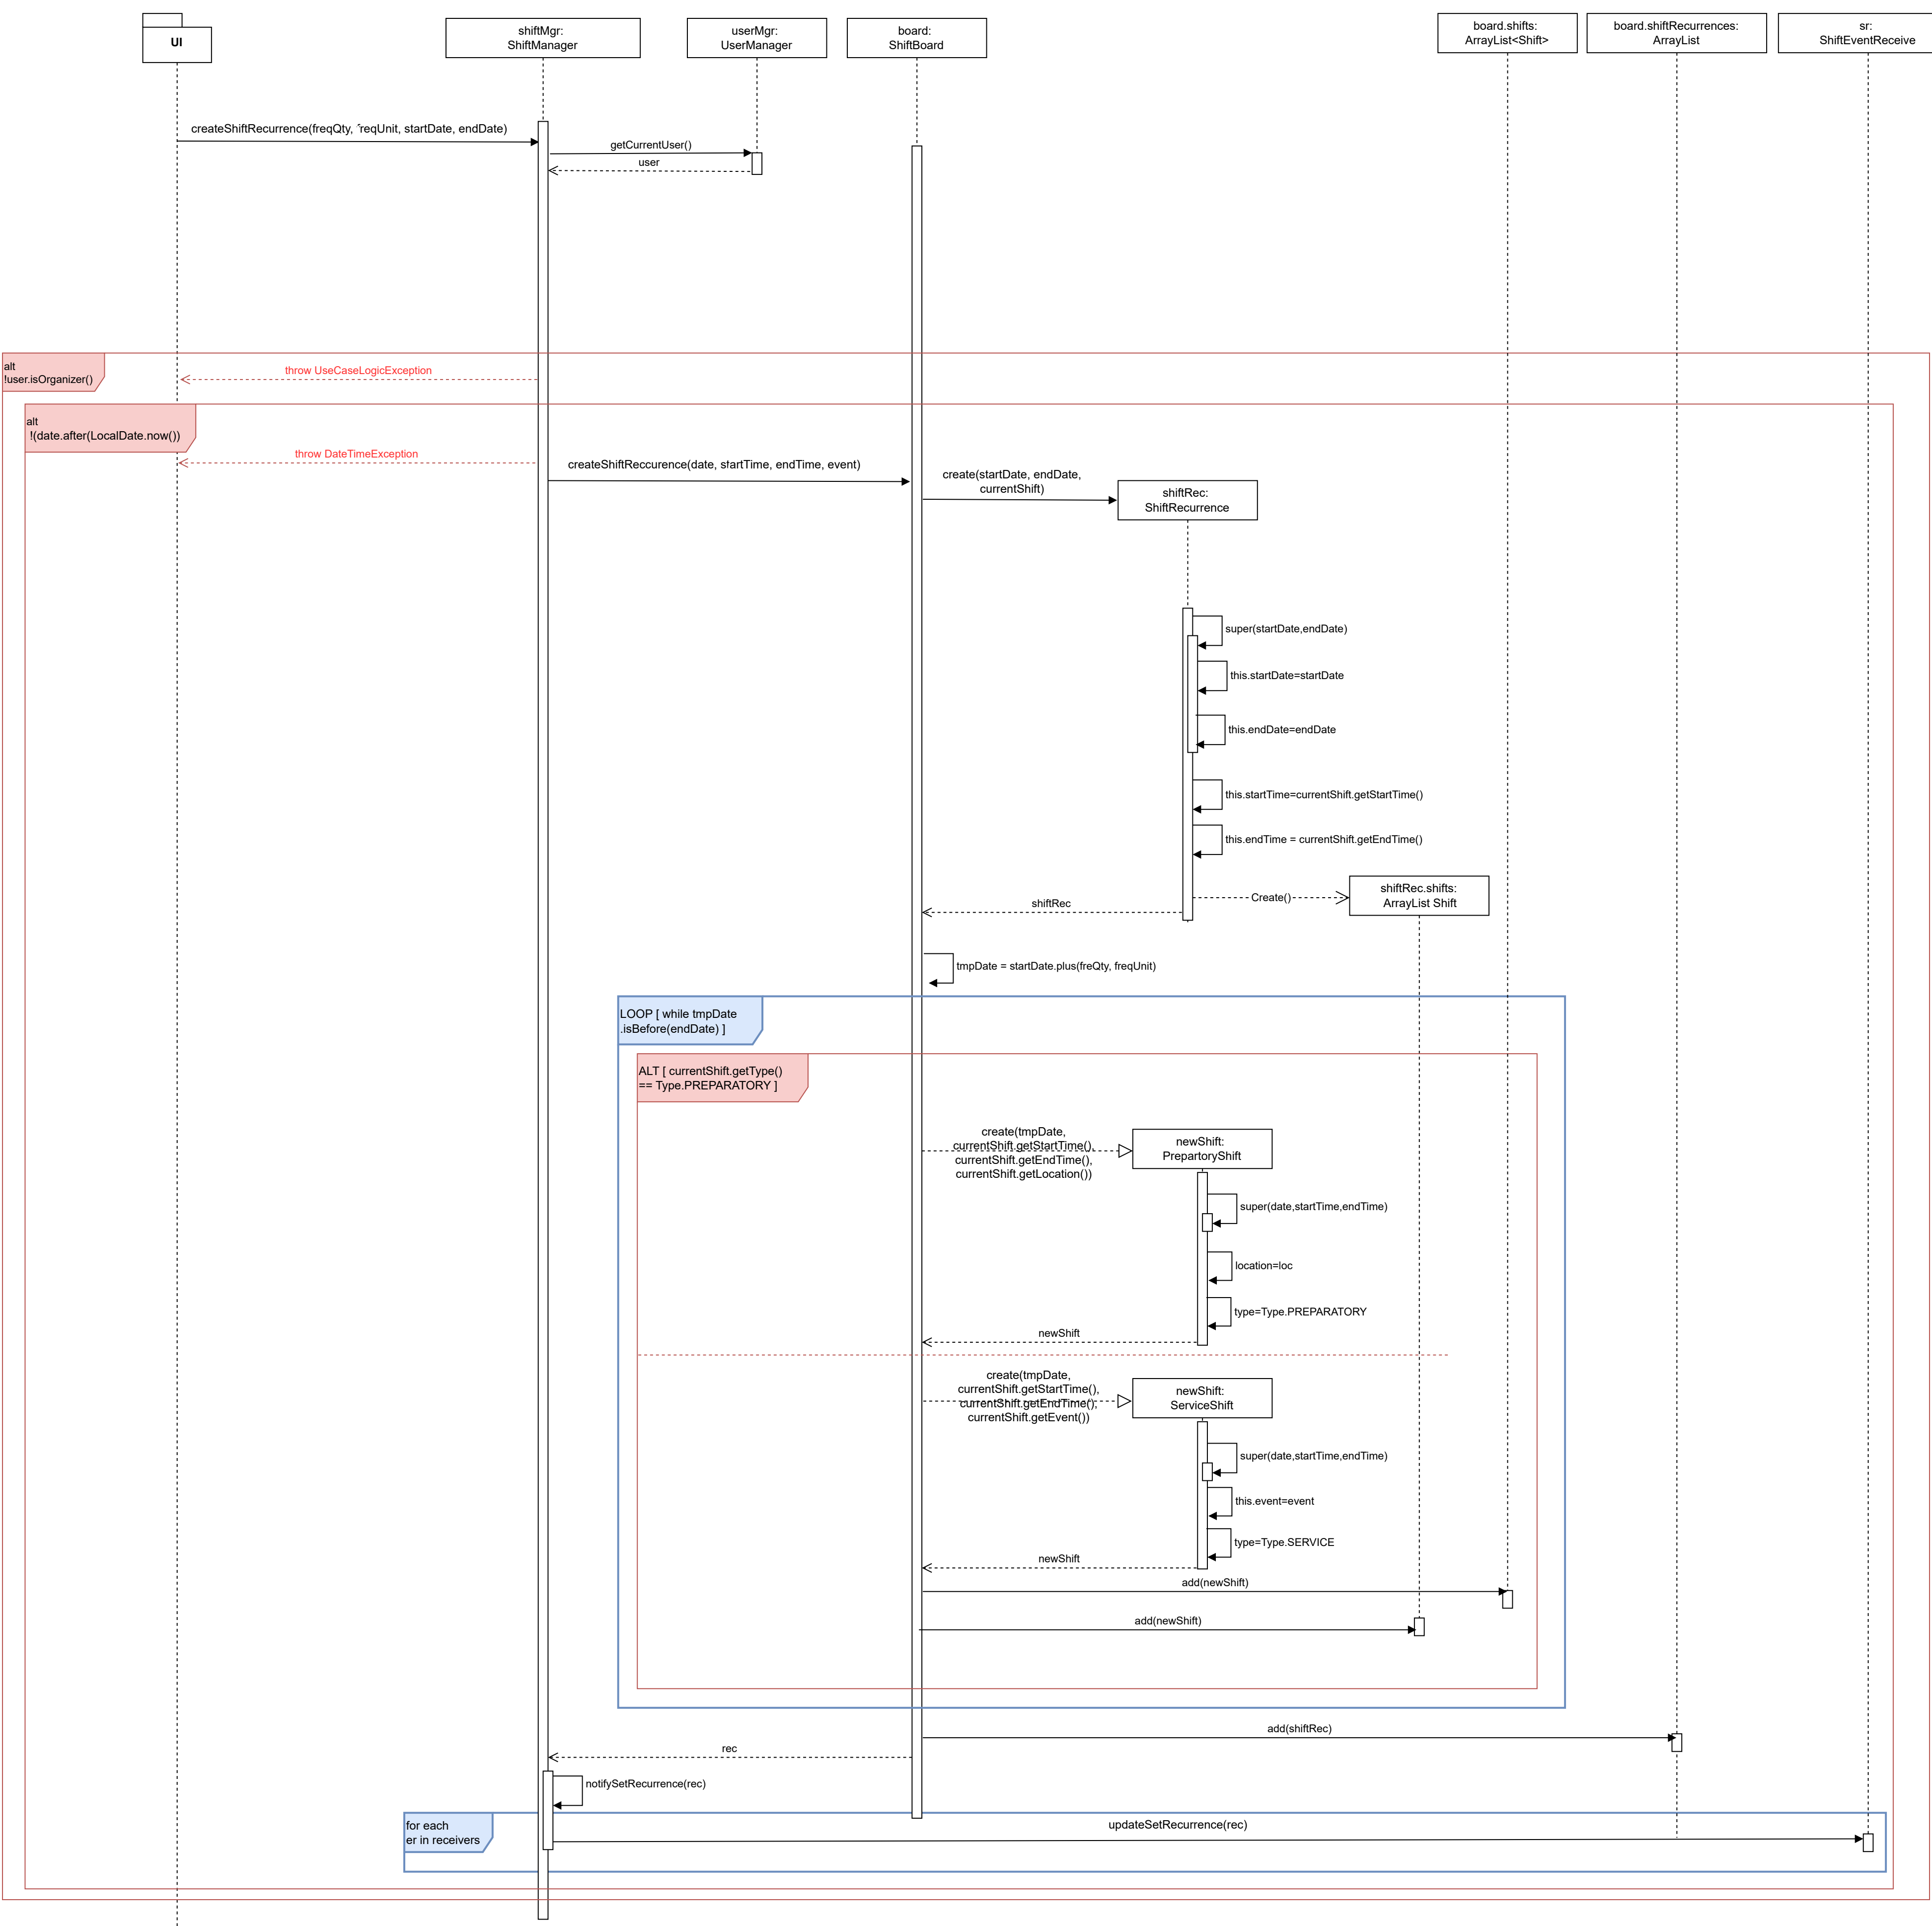 UI
shiftMgr:
ShiftManager
userMgr:
UserManager
board:
ShiftBoard
board.shifts:
ArrayList<Shift>
board.shiftRecurrences:
ArrayList
sr:
ShiftEventReceive
createShiftRecurrence(freqQty, freqUnit, startDate, endDate)
getCurrentUser()
user
alt
!user.isOrganizer()
throw UseCaseLogicException
alt
!(date.after(LocalDate.now())
throw DateTimeException
createShiftReccurence(date, startTime, endTime, event)
create(startDate, endDate,
currentShift)
shiftRec:
ShiftRecurrence
super(startDate,endDate)
this.startDate=startDate
this.endDate=endDate
this.startTime=currentShift.getStartTime()
this.endTime = currentShift.getEndTime()
Create()
shiftRec.shifts:
ArrayList Shift
shiftRec
tmpDate = startDate.plus(freQty, freqUnit)
LOOP [ while tmpDate
.isBefore(endDate) ]
ALT [ currentShift.getType()
== Type.PREPARATORY ]
create(tmpDate,
currentShift.getStartTime(),
currentShift.getEndTime(),
currentShift.getLocation())
newShift:
PrepartoryShift
super(date,startTime,endTime)
location=loc
type=Type.PREPARATORY
newShift
create(tmpDate,
currentShift.getStartTime(),
currentShift.getEndTime(),
currentShift.getEvent())
newShift:
ServiceShift
super(date,startTime,endTime)
this.event=event
type=Type.SERVICE
newShift
add(newShift)
add(newShift)
add(shiftRec)
rec
notifySetRecurrence(rec)
for each
er in receivers
updateSetRecurrence(rec)